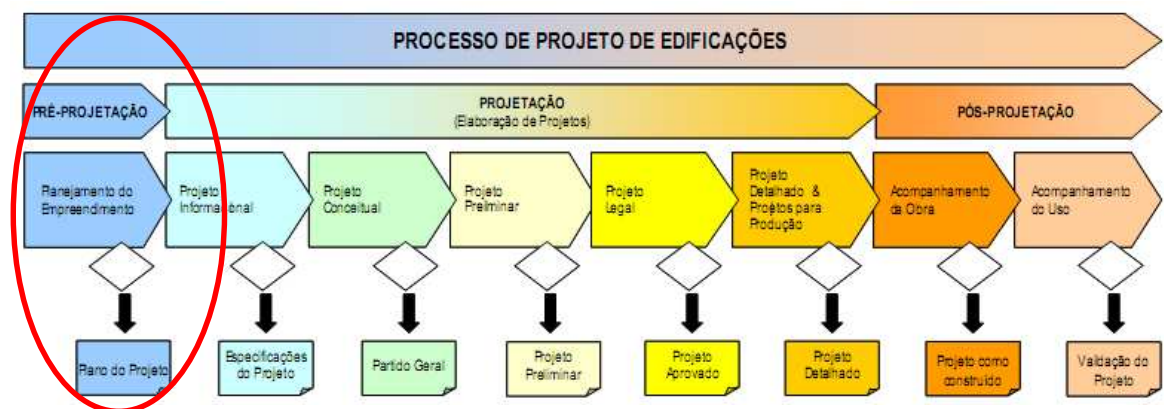 PROCESSO DE PROJETO DE EDIFICAÇÕES
PRÉ-PROJETAÇÃO
PROJETAÇÃO
(Elaboração de Projetos)
PÓS-PROJETAÇÃO
Planejamento do
Empreendimento
Projeto
Informacional
Projeto
Conceitual
Projeto
Preliminar
Projeto
Legal
Projeto
Detalhado &
Projetos para
Produção
Acompanhamento
da Obra
Acompanhamento
do Uso
Plano do Projeto
Especificações
do Projeto
Partido Geral
Projeto
Preliminar
Projeto
Aprovado
Projeto
Detalhado
Projeto como
construído
Validação do
Projeto